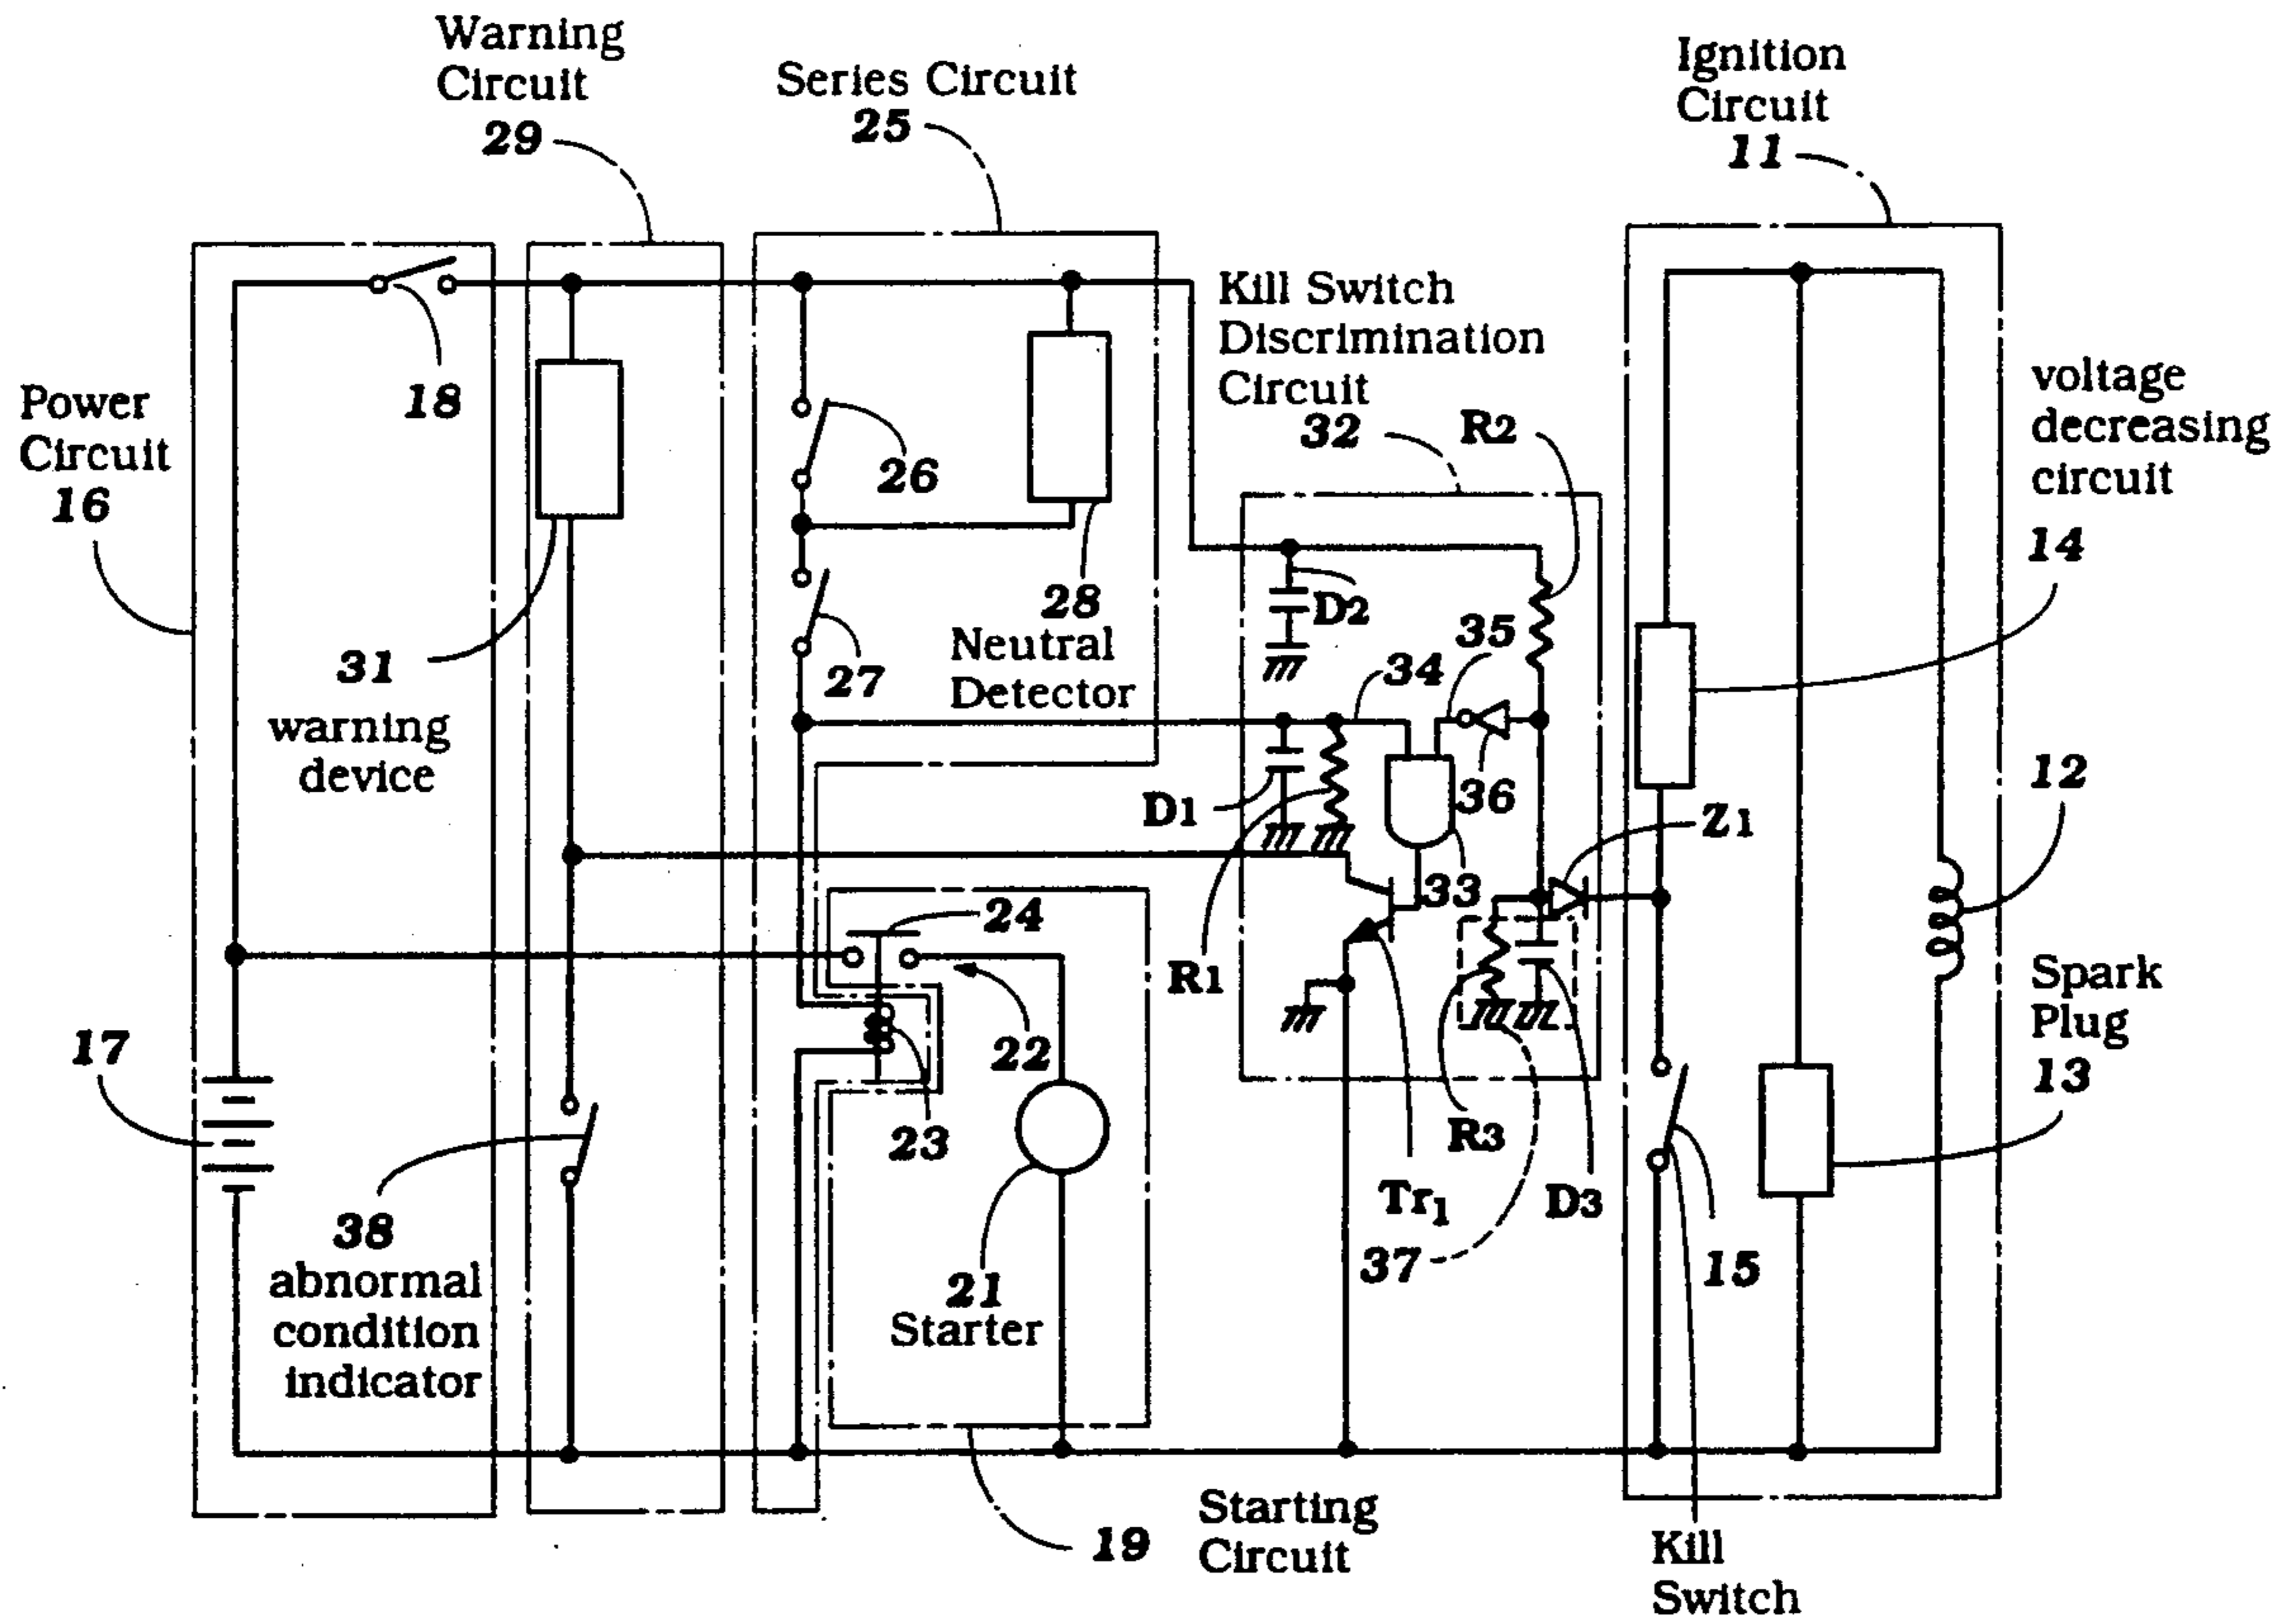 Warning
Circuit
29
Series Circuit
25
Ignition
Circuit
11
Kill Switch
Discrimination
Circuit
32
R2
Power
Circuit
16
18
26
voltage
decreasing
circuit
14
31
warning
device
27
28
Neutral
Detector
D2
35
34
36
D1
Z1
12
33
24
R1
22
17
23
Spark
Plug
13
R3
Tr1
D3
37
15
38
abnormal
condition
indicator
21
Starter
19
Starting
Circuit
Kill
Switch